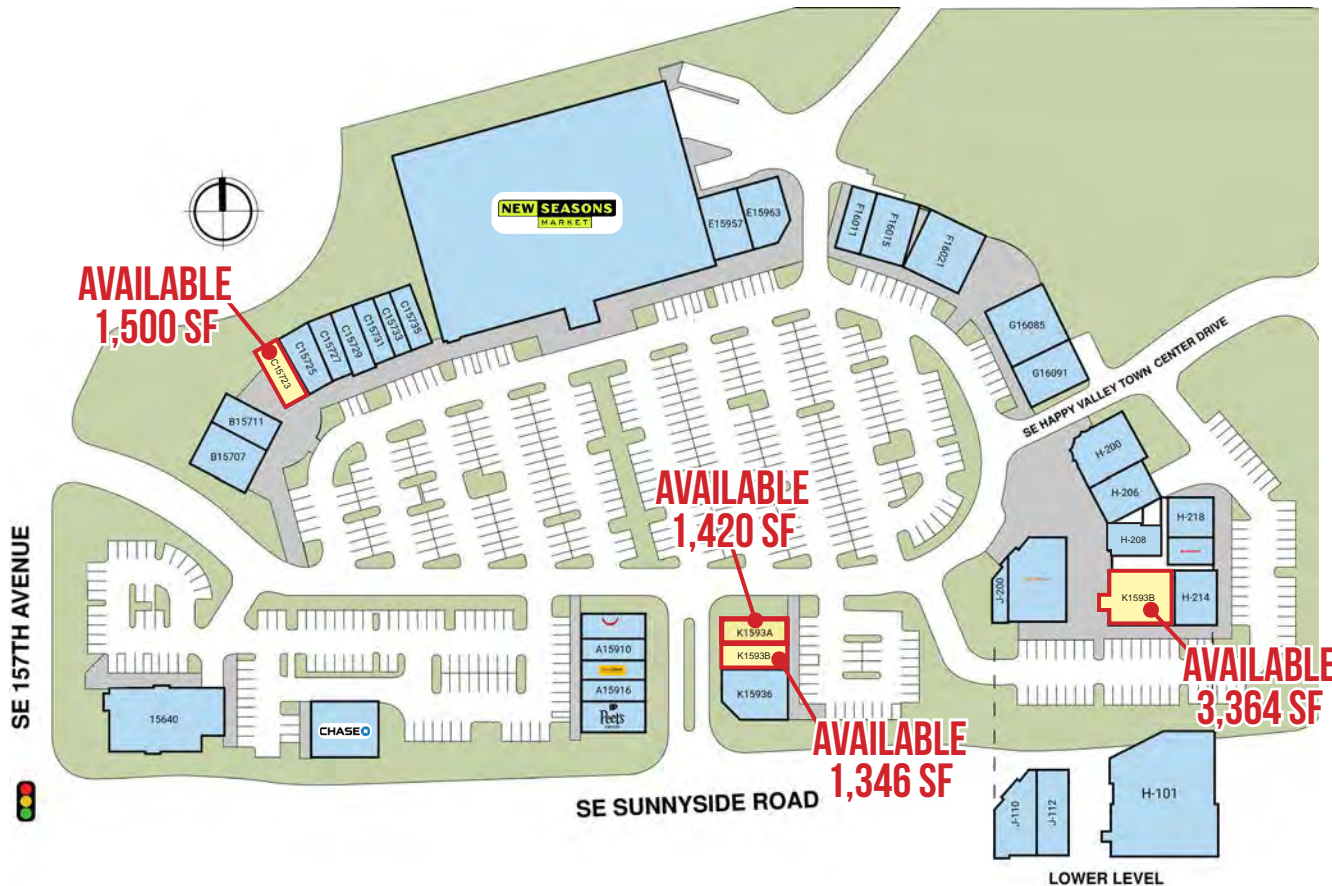 NEW SEASONS
MARKET
E15957
E15963
F16011
F16015
F16021
AVAILABLE
1,500 SF
C15723
C15725
C15727
C15729
C15731
C15733
C15735
G16085
G16091
SE HAPPY VALLEY TOWN CENTER DRIVE
B15711
B15707
H-200
H-206
H-208
H-218
AVAILABLE
1,420 SF
SE 157TH AVENUE
J-200
K1593B
H-214
K1593A
K1593B
K15936
A15910
A15916
Peet's
15640
CHASE
AVAILABLE
3,364 SF
AVAILABLE
1,346 SF
SE SUNNYSIDE ROAD
J-110
J-112
H-101
LOWER LEVEL